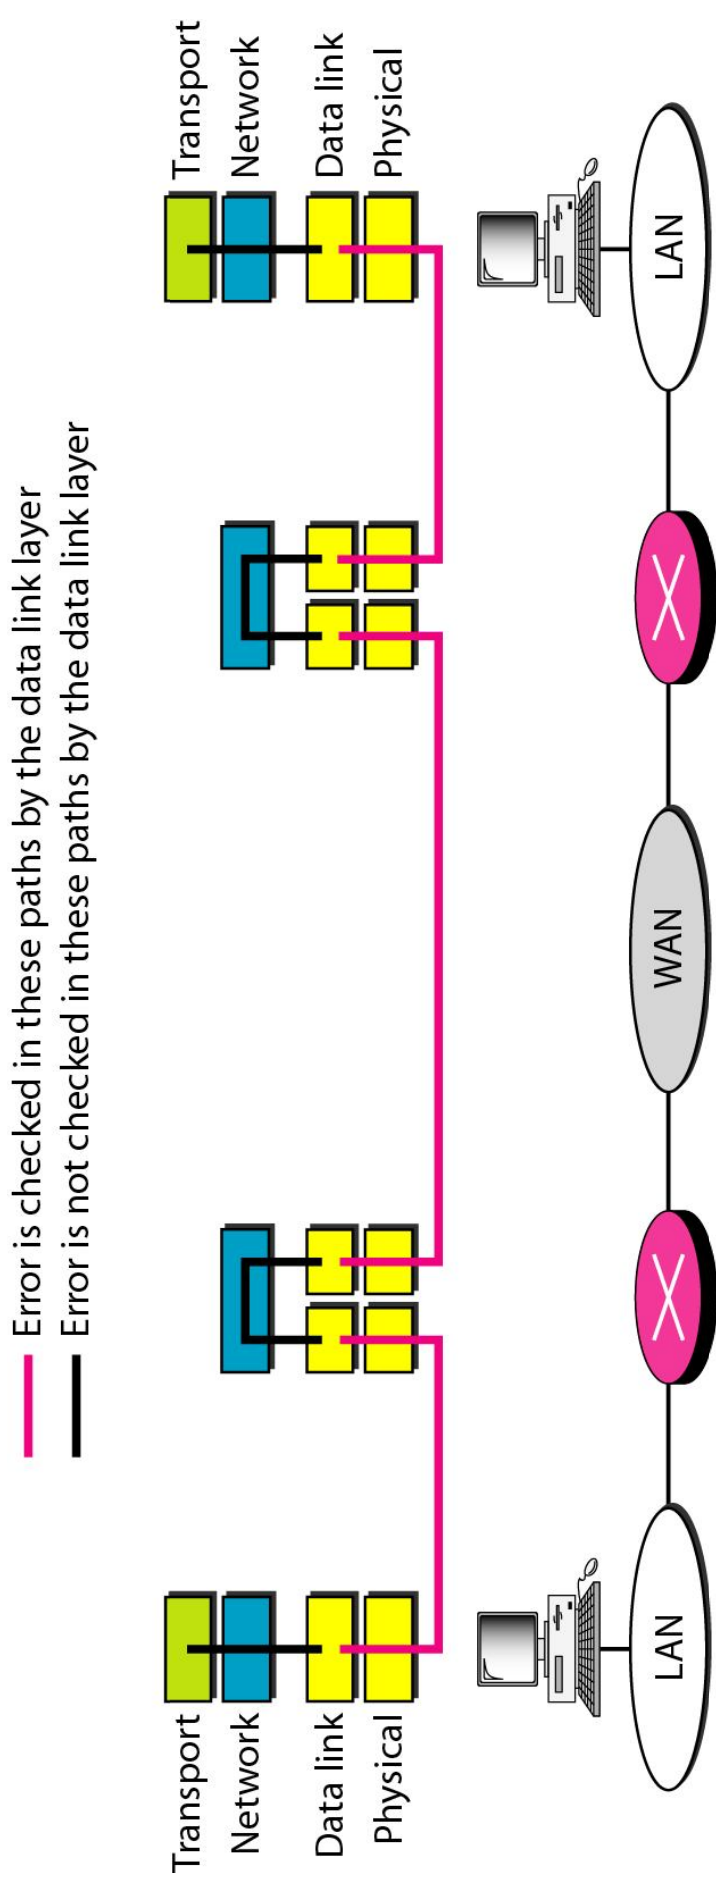 Error is checked in these paths by the data link layer
Error is not checked in these paths by the data link layer
Transport
Transport
Network
Network
Data link
Data link
Physical
Physical
LAN
WAN
LAN